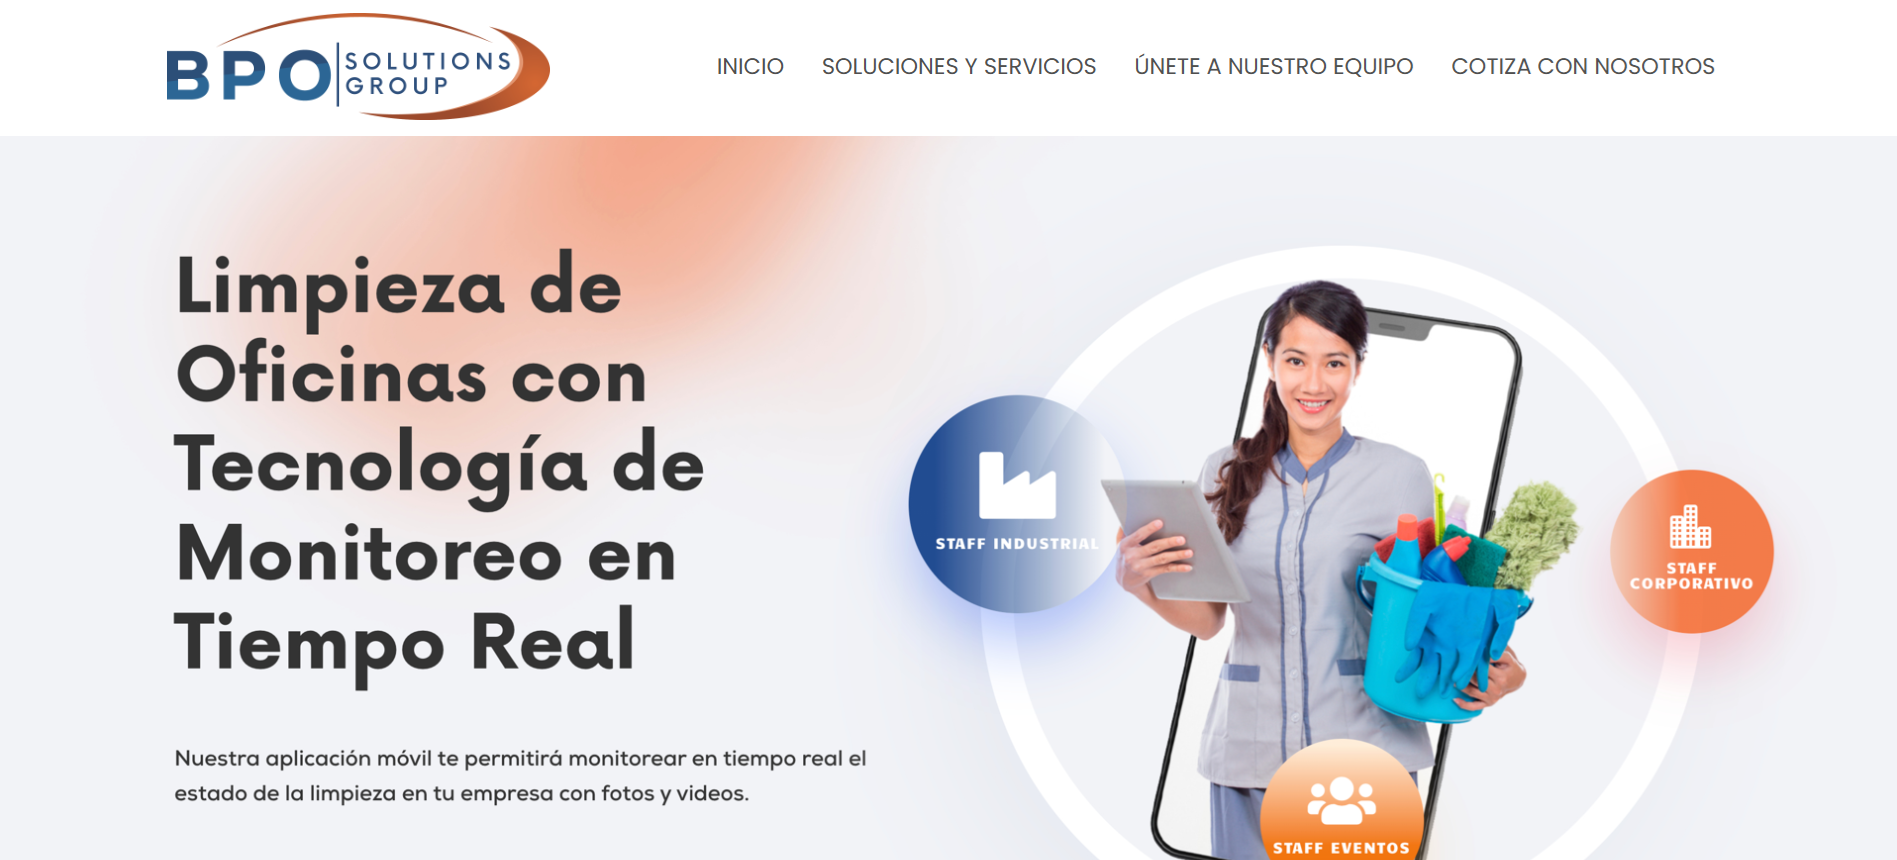 BPO SOLUTIONS
GROUP
INICIO SOLUCIONES Y SERVICIOS ÚNETE A NUESTRO EQUIPO COTIZA CON NOSOTROS
Limpieza de
Oficinas con
Tecnología de
Monitoreo en
Tiempo Real
Nuestra aplicación móvil te permitirá monitorear en tiempo real el
estado de la limpieza en tu empresa con fotos y videos.
STAFF INDUSTRIAL
STAFF
CORPORATIVO
STAFF EVENTOS